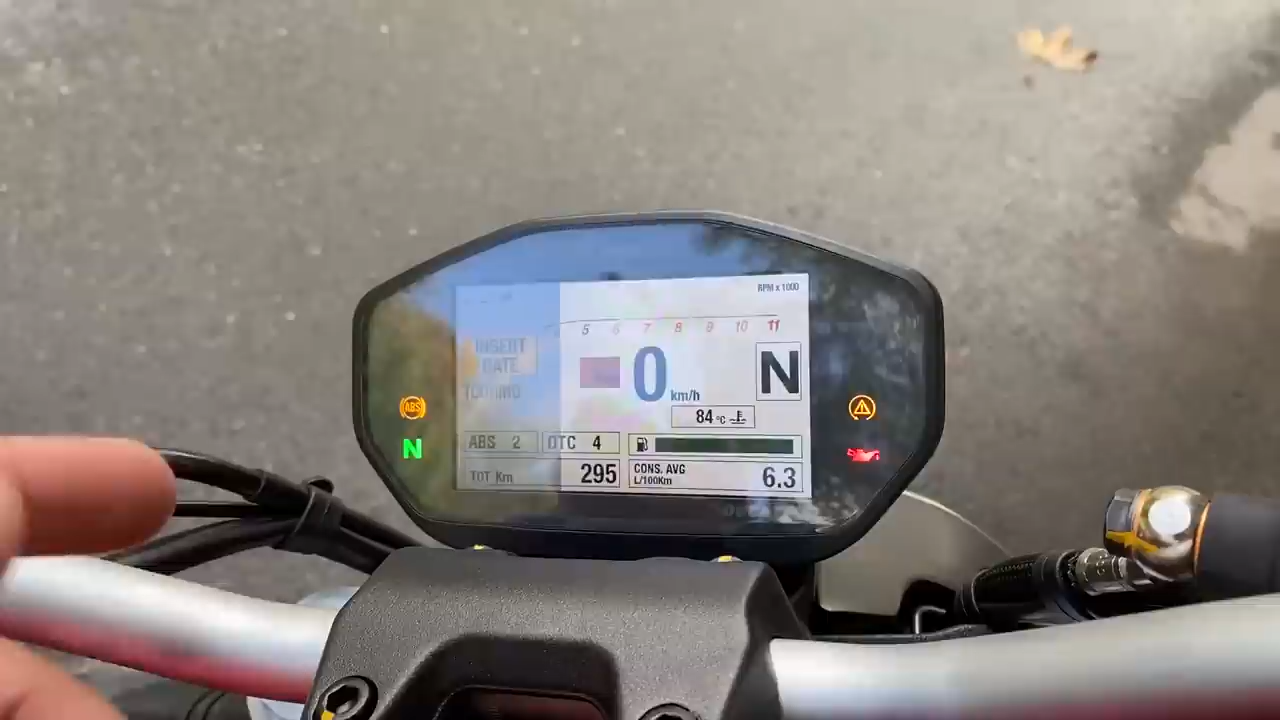 RPM x 1000
5 6 7 8 9 10 11
INSERT
DATE
TOURING
0 km/h
N
84 °C
ABS
N
ABS 2
DTC 4
TOT Km 295
CONS. AVG
L/100Km
6.3